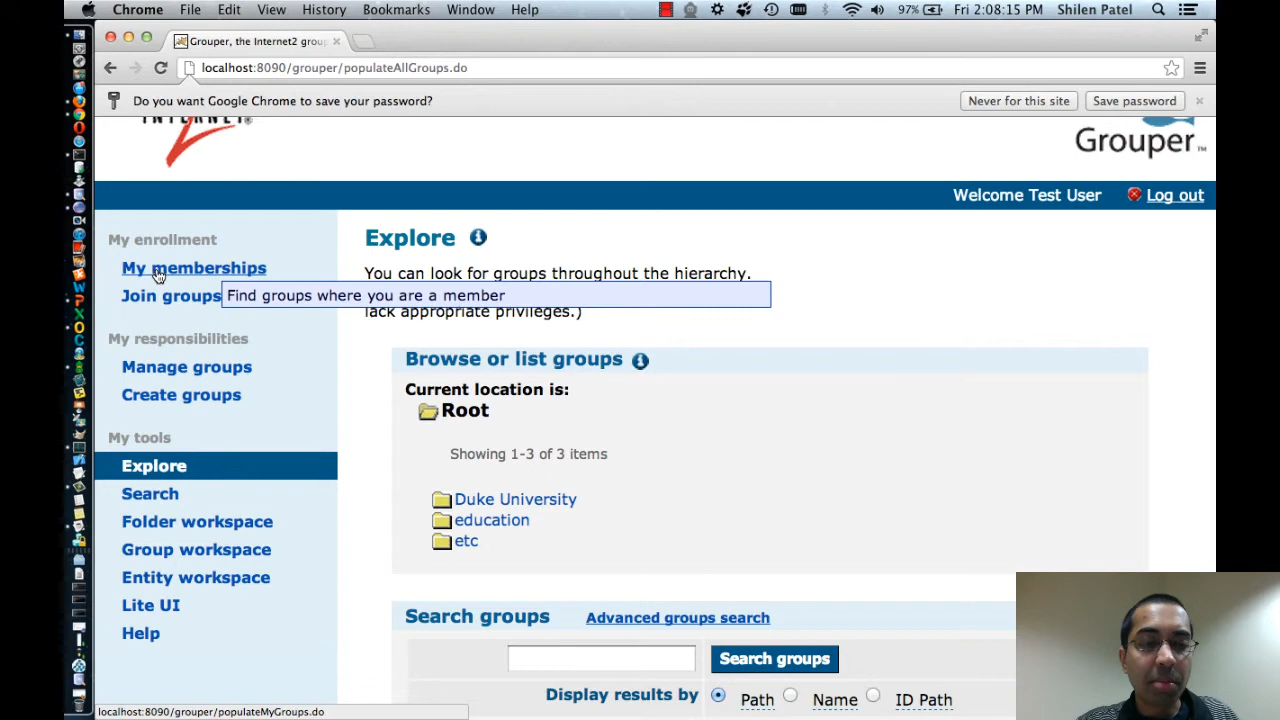 Chrome File Edit View History Bookmarks Window Help 97% Fri 2:08:15 PM Shilen Patel
Grouper, the Internet2 group
localhost:8090/grouper/populateAllGroups.do
Do you want Google Chrome to save your password? Never for this site Save password
INTERNET®
Grouper™
Welcome Test User Log out
My enrollment
My memberships
Join groups
My responsibilities
Manage groups
Create groups
My tools
Explore
Search
Folder workspace
Group workspace
Entity workspace
Lite UI
Help
Explore
You can look for groups throughout the hierarchy.
Find groups where you are a member
lack appropriate privileges.)
Browse or list groups
Current location is:
Root
Showing 1-3 of 3 items
Duke University
education
etc
Search groups Advanced groups search
Search groups
Display results by Path Name ID Path
localhost:8090/grouper/populateMyGroups.do